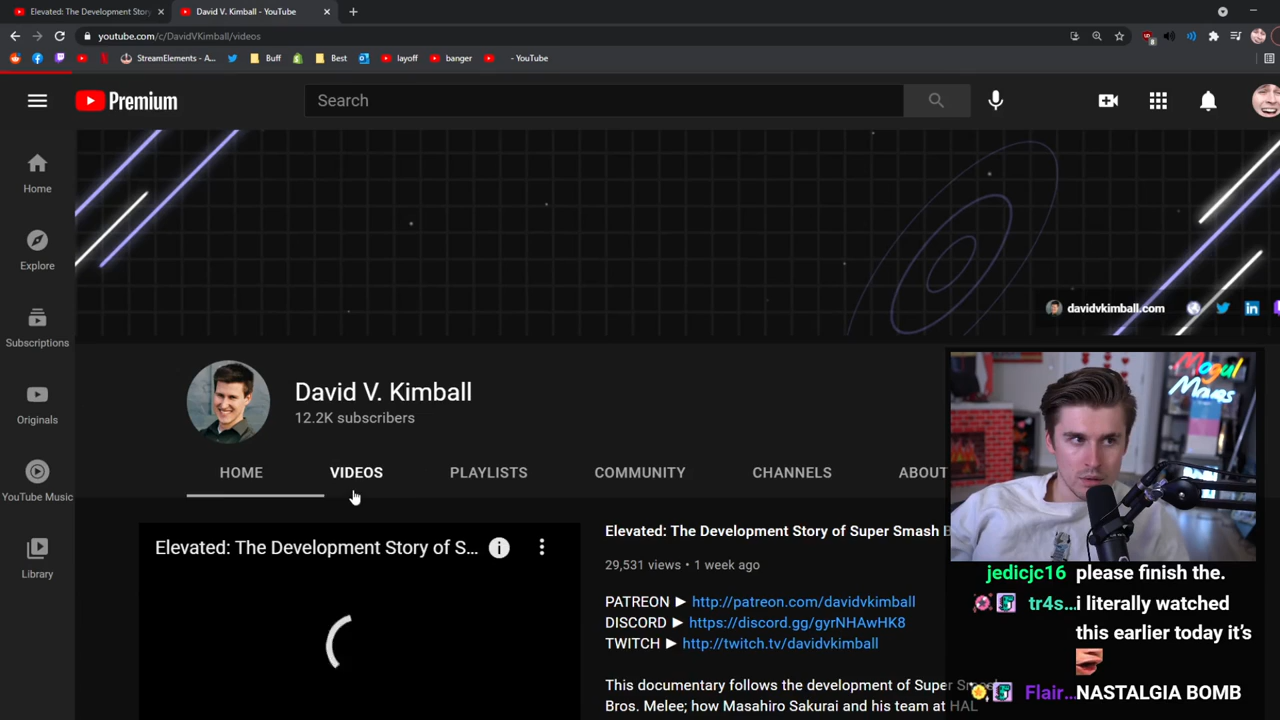 Elevated: The Development Story
David V. Kimball - YouTube
youtube.com/c/DavidVKimball/videos
StreamElements - A...
Buff
Best
layoff
banger
- YouTube
Premium
Search
Home
Explore
Subscriptions
Originals
YouTube Music
Library
davidvkimball.com
David V. Kimball
12.2K subscribers
HOME
VIDEOS
PLAYLISTS
COMMUNITY
CHANNELS
ABOUT
Elevated: The Development Story of S...
Elevated: The Development Story of Super Smash B
29,531 views • 1 week ago
PATREON ► http://patreon.com/davidvkimball
DISCORD ► https://discord.gg/gyrNHAwHK8
TWITCH ► http://twitch.tv/davidvkimball
This documentary follows the development of Super Smash
Bros. Melee; how Masahiro Sakurai and his team at HAL
Mogul
Moves
jedicjc16 please finish the.
tr4s... i literally watched
this earlier today it's
Flair... NASTALGIA BOMB